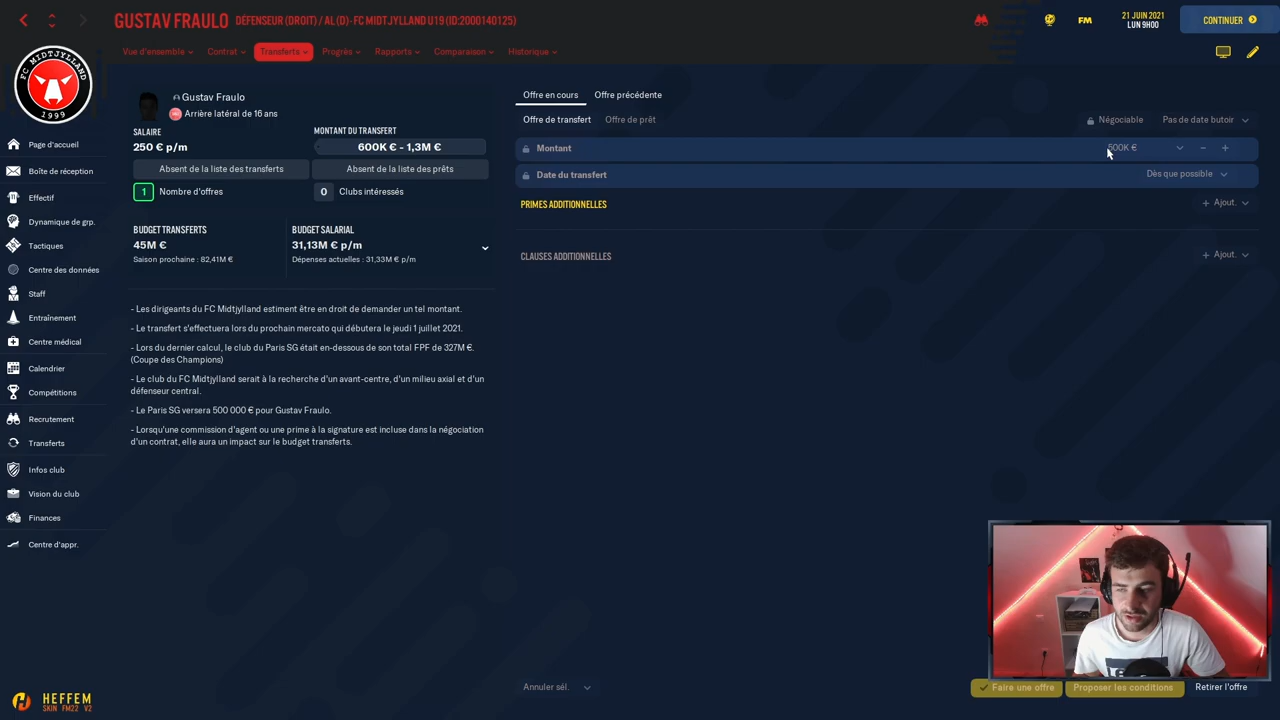 GUSTAV FRAULO DÉFENSEUR (DROIT) / AL (D) - FC MIDTJYLLAND U19 (ID:2000140125)
FM
21 JUIN 2021
LUN 9H00
CONTINUER
Vue d'ensemble
Contrat
Transferts
Progrès
Rapports
Comparaison
Historique
FC MIDTJYLLAND
1999
Page d'accueil
Boîte de réception
Effectif
Dynamique de grp.
Tactiques
Centre des données
Staff
Entraînement
Centre médical
Calendrier
Compétitions
Recrutement
Transferts
Infos club
Vision du club
Finances
Centre d'appr.
HEFFEM
SKIN FM22 V2
Gustav Fraulo
Arrière latéral de 16 ans
SALAIRE
250 € p/m
MONTANT DU TRANSFERT
600K € - 1,3M €
Absent de la liste des transferts
Absent de la liste des prêts
1 Nombre d'offres
0 Clubs intéressés
BUDGET TRANSFERTS
45M €
Saison prochaine : 82,41M €
BUDGET SALARIAL
31,13M € p/m
Dépenses actuelles : 31,33M € p/m
- Les dirigeants du FC Midtjylland estiment être en droit de demander un tel montant.
- Le transfert s'effectuera lors du prochain mercato qui débutera le jeudi 1 juillet 2021.
- Lors du dernier calcul, le club du Paris SG était en-dessous de son total FPF de 327M €.
(Coupe des Champions)
- Le club du FC Midtjylland serait à la recherche d'un avant-centre, d'un milieu axial et d'un
défenseur central.
- Le Paris SG versera 500 000 € pour Gustav Fraulo.
- Lorsqu'une commission d'agent ou une prime à la signature est incluse dans la négociation
d'un contrat, elle aura un impact sur le budget transferts.
Offre en cours
Offre précédente
Offre de transfert
Offre de prêt
Négociable
Pas de date butoir
Montant
500K €
Date du transfert
Dès que possible
PRIMES ADDITIONNELLES
+ Ajout.
CLAUSES ADDITIONNELLES
+ Ajout.
Annuler sél.
Faire une offre
Proposer les conditions
Retirer l'offre